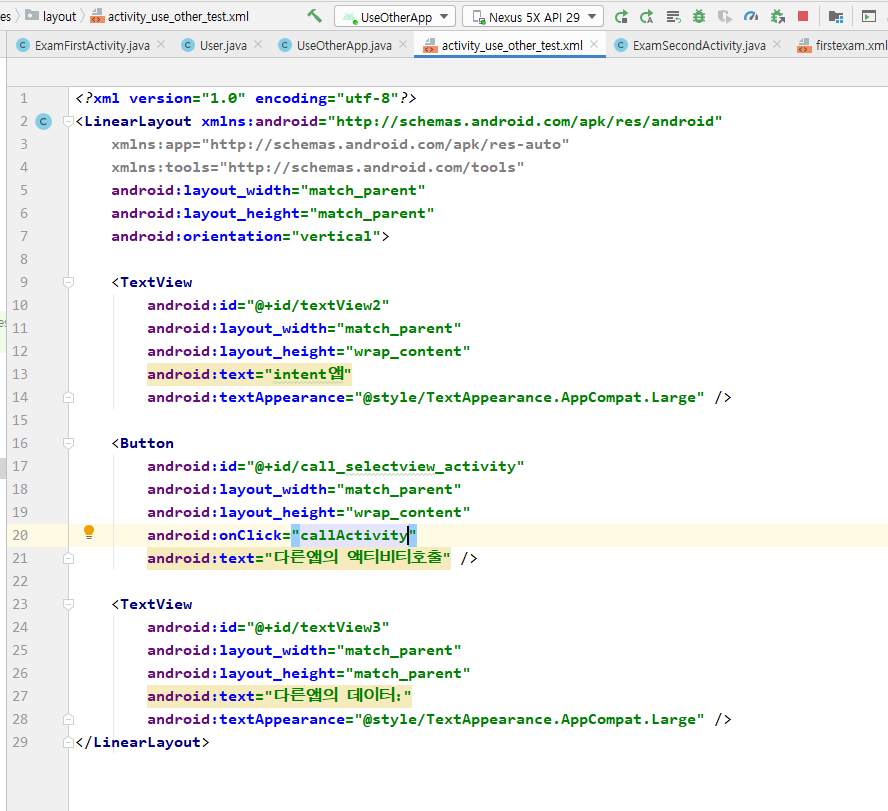 es layout activity_use_other_test.xml UseOtherApp Nexus 5X API 29
ExamFirstActivity.java User.java UseOtherApp.java activity_use_other_test.xml ExamSecondActivity.java firstexam.xml
1 <?xml version="1.0" encoding="utf-8"?>
2 C <LinearLayout xmlns:android="http://schemas.android.com/apk/res/android"
3 xmlns:app="http://schemas.android.com/apk/res-auto"
4 xmlns:tools="http://schemas.android.com/tools"
5 android:layout_width="match_parent"
6 android:layout_height="match_parent"
7 android:orientation="vertical">
8
9 <TextView
10 android:id="@+id/textView2"
11 android:layout_width="match_parent"
12 android:layout_height="wrap_content"
13 android:text="intent앱"
14 android:textAppearance="@style/TextAppearance.AppCompat.Large" />
15
16 <Button
17 android:id="@+id/call_selectview_activity"
18 android:layout_width="match_parent"
19 android:layout_height="wrap_content"
20 android:onClick="callActivity"
21 android:text="다른앱의 액티비티호출" />
22
23 <TextView
24 android:id="@+id/textView3"
25 android:layout_width="match_parent"
26 android:layout_height="match_parent"
27 android:text="다른앱의 데이터:"
28 android:textAppearance="@style/TextAppearance.AppCompat.Large" />
29 </LinearLayout>